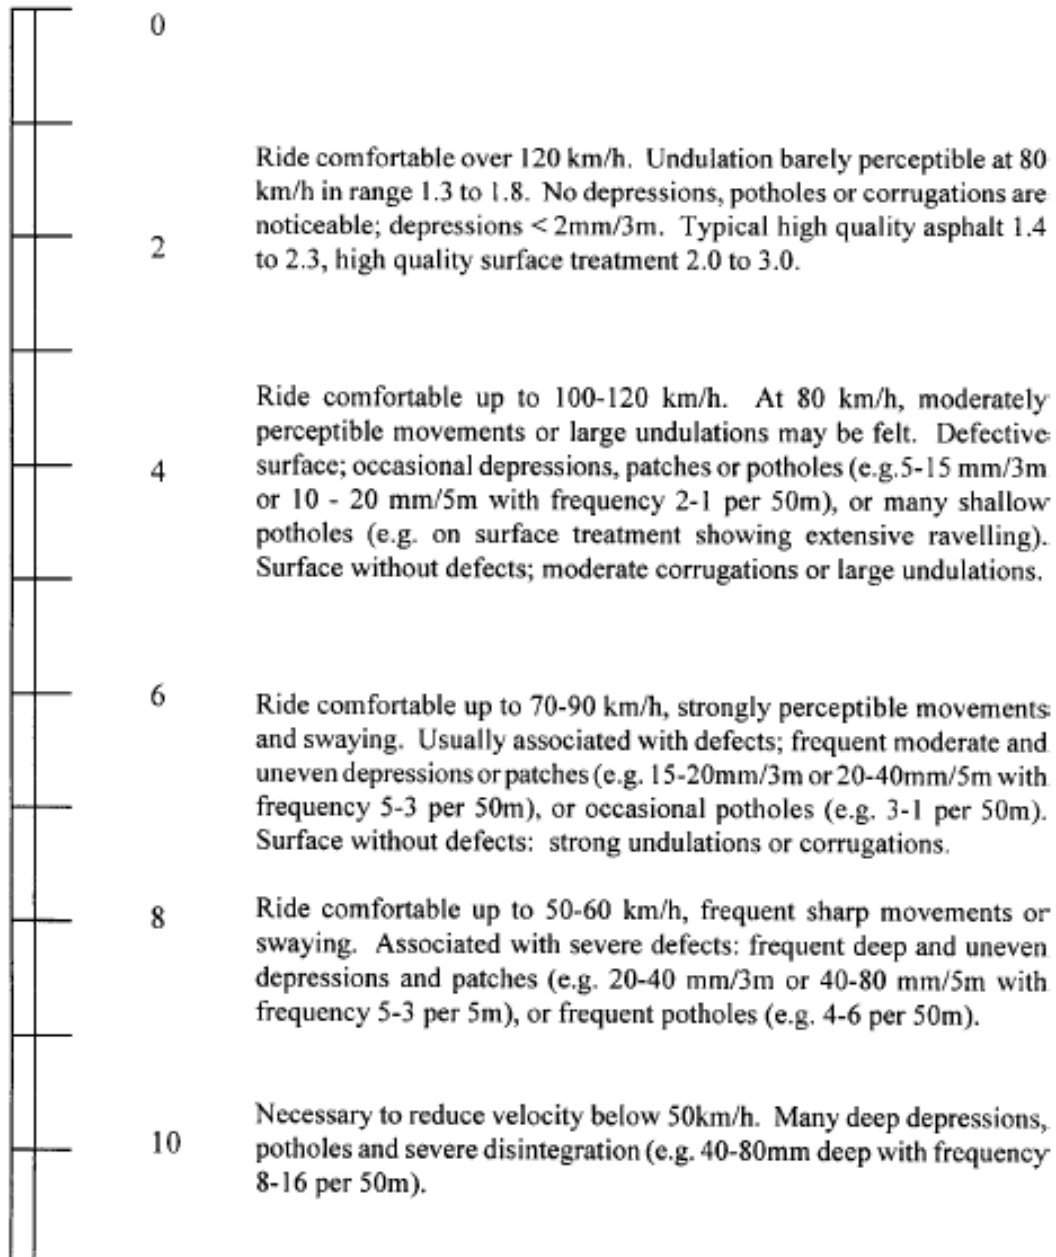 0
Ride comfortable over 120 km/h. Undulation barely perceptible at 80
km/h in range 1.3 to 1.8. No depressions, potholes or corrugations are
noticeable; depressions < 2mm/3m. Typical high quality asphalt 1.4
2
to 2.3, high quality surface treatment 2.0 to 3.0.
Ride comfortable up to 100-120 km/h. At 80 km/h, moderately
perceptible movements or large undulations may be felt. Defective
surface; occasional depressions, patches or potholes (e.g.5-15 mm/3m
4
or 10 - 20 mm/5m with frequency 2-1 per 50m), or many shallow
potholes (e.g. on surface treatment showing extensive ravelling).
Surface without defects; moderate corrugations or large undulations.
6
Ride comfortable up to 70-90 km/h, strongly perceptible movements
and swaying. Usually associated with defects; frequent moderate and
uneven depressions or patches (e.g. 15-20mm/3m or 20-40mm/5m with
frequency 5-3 per 50m), or occasional potholes (e.g. 3-1 per 50m).
Surface without defects: strong undulations or corrugations.
8
Ride comfortable up to 50-60 km/h, frequent sharp movements or
swaying. Associated with severe defects: frequent deep and uneven
depressions and patches (e.g. 20-40 mm/3m or 40-80 mm/5m with
frequency 5-3 per 5m), or frequent potholes (e.g. 4-6 per 50m).
Necessary to reduce velocity below 50km/h. Many deep depressions,
10
potholes and severe disintegration (e.g. 40-80mm deep with frequency
8-16 per 50m).